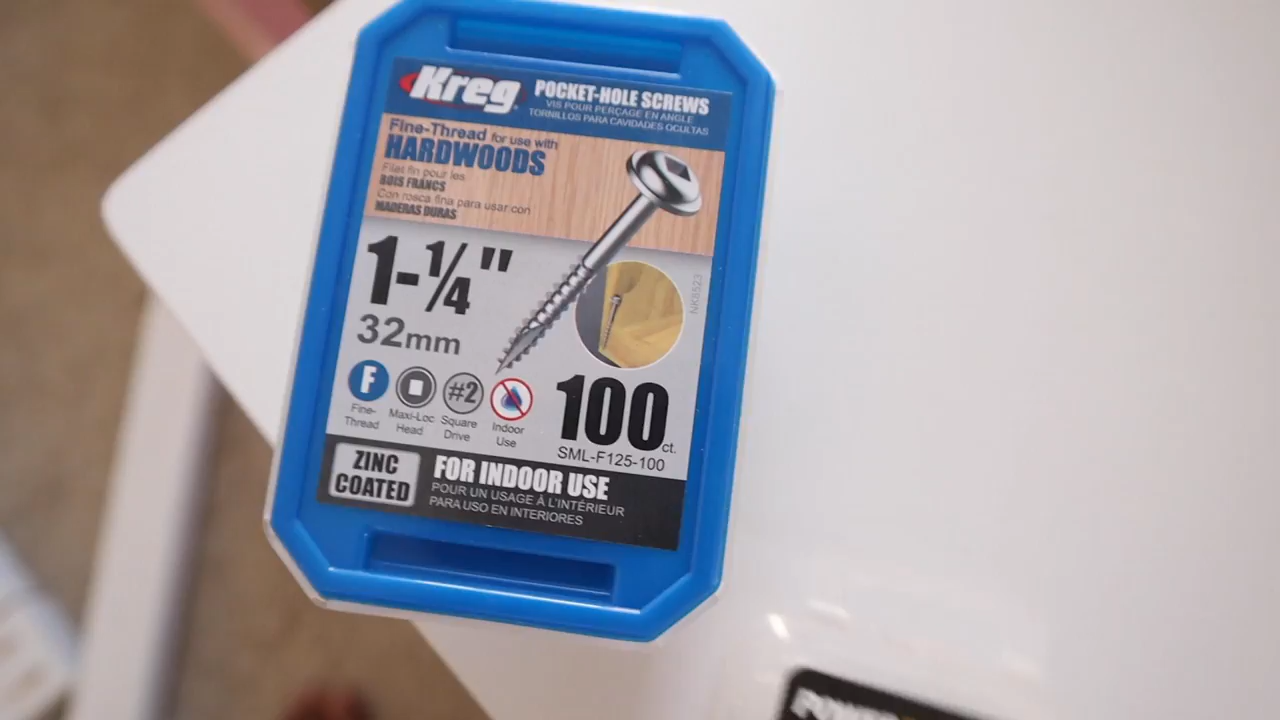 Kreg
POCKET-HOLE SCREWS
VIS POUR PERÇAGE EN ANGLE
TORNILLOS PARA CAVIDADES OCULTAS
Fine-Thread for use with
HARDWOODS
Filet fin pour les
BOIS FRANCS
Con rosca fina para usar con
MADERAS DURAS
1-¼"
32mm
NK8523
F
Fine-
Thread
Maxi-Loc
Head
#2
Square
Drive
Indoor
Use
100 ct.
SML-F125-100
ZINC
COATED
FOR INDOOR USE
POUR UN USAGE À L'INTÉRIEUR
PARA USO EN INTERIORES